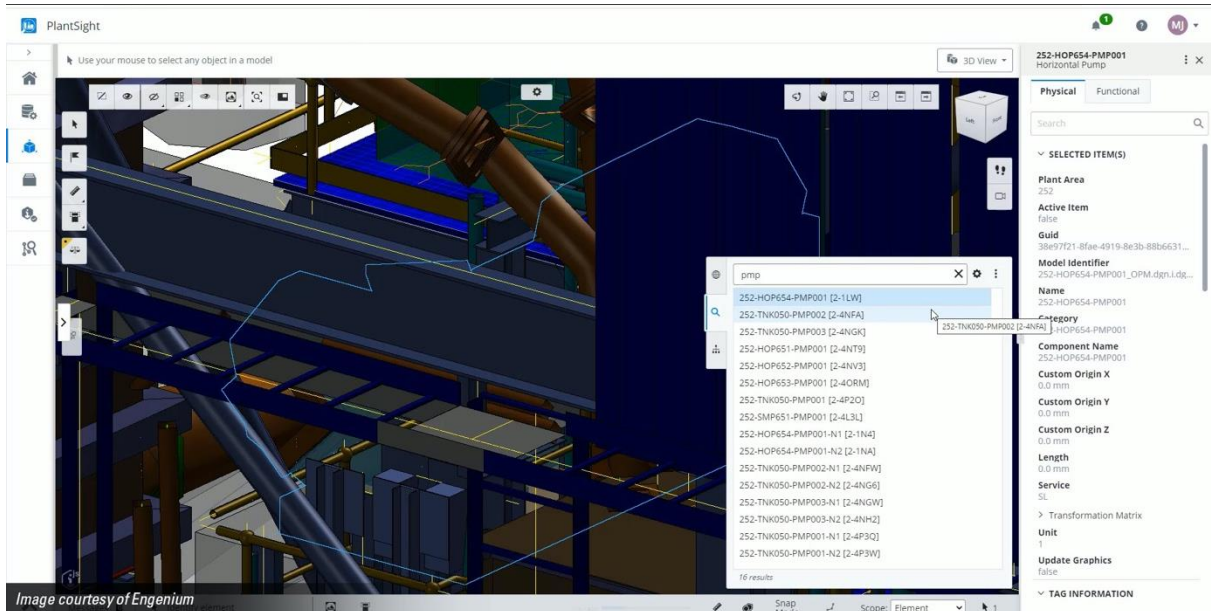 PlantSight
1
MJ
Use your mouse to select any object in a model
3D View
pmp
252-HOP654-PMP001 [2-1LW]
252-TNK050-PMP002 [2-4NFA]
252-TNK050-PMP002 [2-4NFA]
252-TNK050-PMP003 [2-4NGK]
252-HOP651-PMP001 [2-4NT9]
252-HOP652-PMP001 [2-4NV3]
252-HOP653-PMP001 [2-4ORM]
252-TNK050-PMP001 [2-4P2O]
252-SMP651-PMP001 [2-4L3L]
252-HOP654-PMP001-N1 [2-1N4]
252-HOP654-PMP001-N2 [2-1NA]
252-TNK050-PMP002-N1 [2-4NFW]
252-TNK050-PMP002-N2 [2-4NG6]
252-TNK050-PMP003-N1 [2-4NGW]
252-TNK050-PMP003-N2 [2-4NH2]
252-TNK050-PMP001-N1 [2-4P3Q]
252-TNK050-PMP001-N2 [2-4P3W]
16 results
252-HOP654-PMP001
Horizontal Pump
Physical
Functional
Search
SELECTED ITEM(S)
Plant Area
252
Active Item
false
Guid
38e97f21-8fae-4919-8e3b-88b6631...
Model Identifier
252-HOP654-PMP001_OPM.dgn.i.dg...
Name
252-HOP654-PMP001
Category
-HOP654-PMP001
Component Name
252-HOP654-PMP001
Custom Origin X
0.0 mm
Custom Origin Y
0.0 mm
Custom Origin Z
0.0 mm
Length
0.0 mm
Service
SL
Transformation Matrix
Unit
1
Update Graphics
false
TAG INFORMATION
Image courtesy of Engenium
Snap
Scope: Element
1